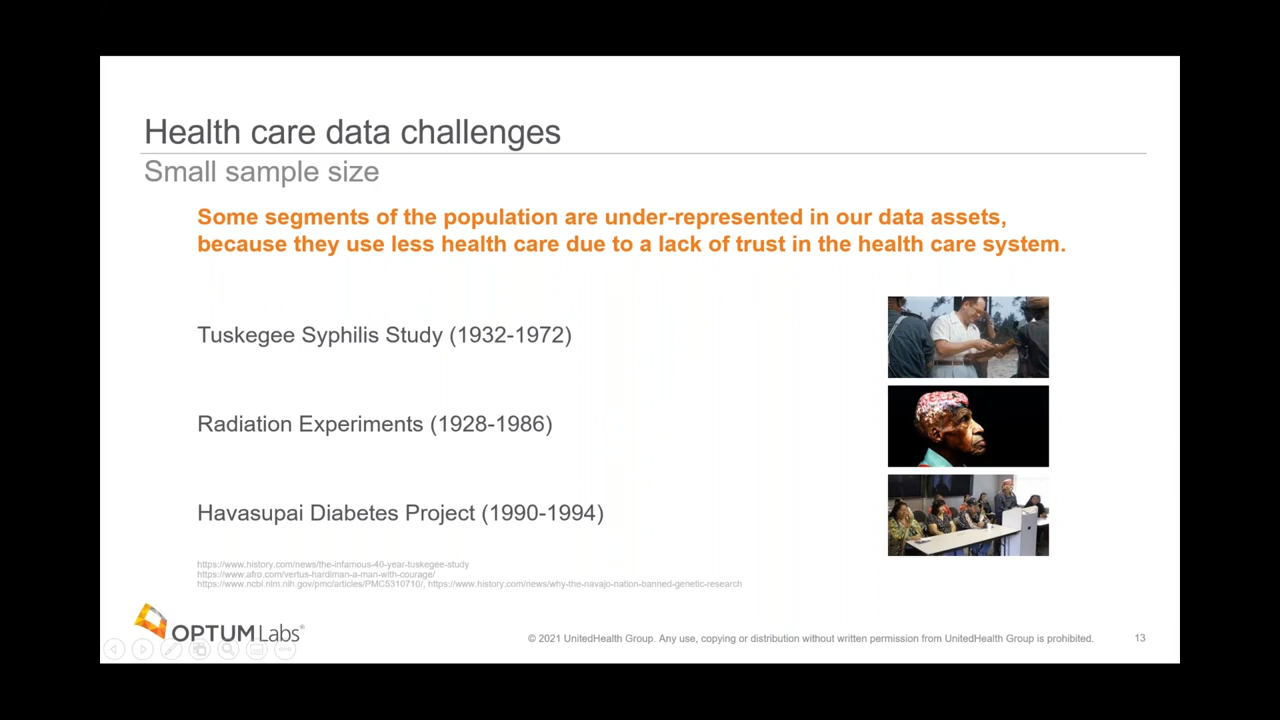 Health care data challenges
Small sample size
Some segments of the population are under-represented in our data assets,
because they use less health care due to a lack of trust in the health care system.
Tuskegee Syphilis Study (1932-1972)
Radiation Experiments (1928-1986)
Havasupai Diabetes Project (1990-1994)
https://www.history.com/news/the-infamous-40-year-tuskegee-study
https://www.afro.com/vertus-hardiman-a-man-with-courage/
https://www.ncbi.nlm.nih.gov/pmc/articles/PMC5310710/, https://www.history.com/news/why-the-navajo-nation-banned-genetic-research
OPTUMLabs®
© 2021 UnitedHealth Group. Any use, copying or distribution without written permission from UnitedHealth Group is prohibited.
13